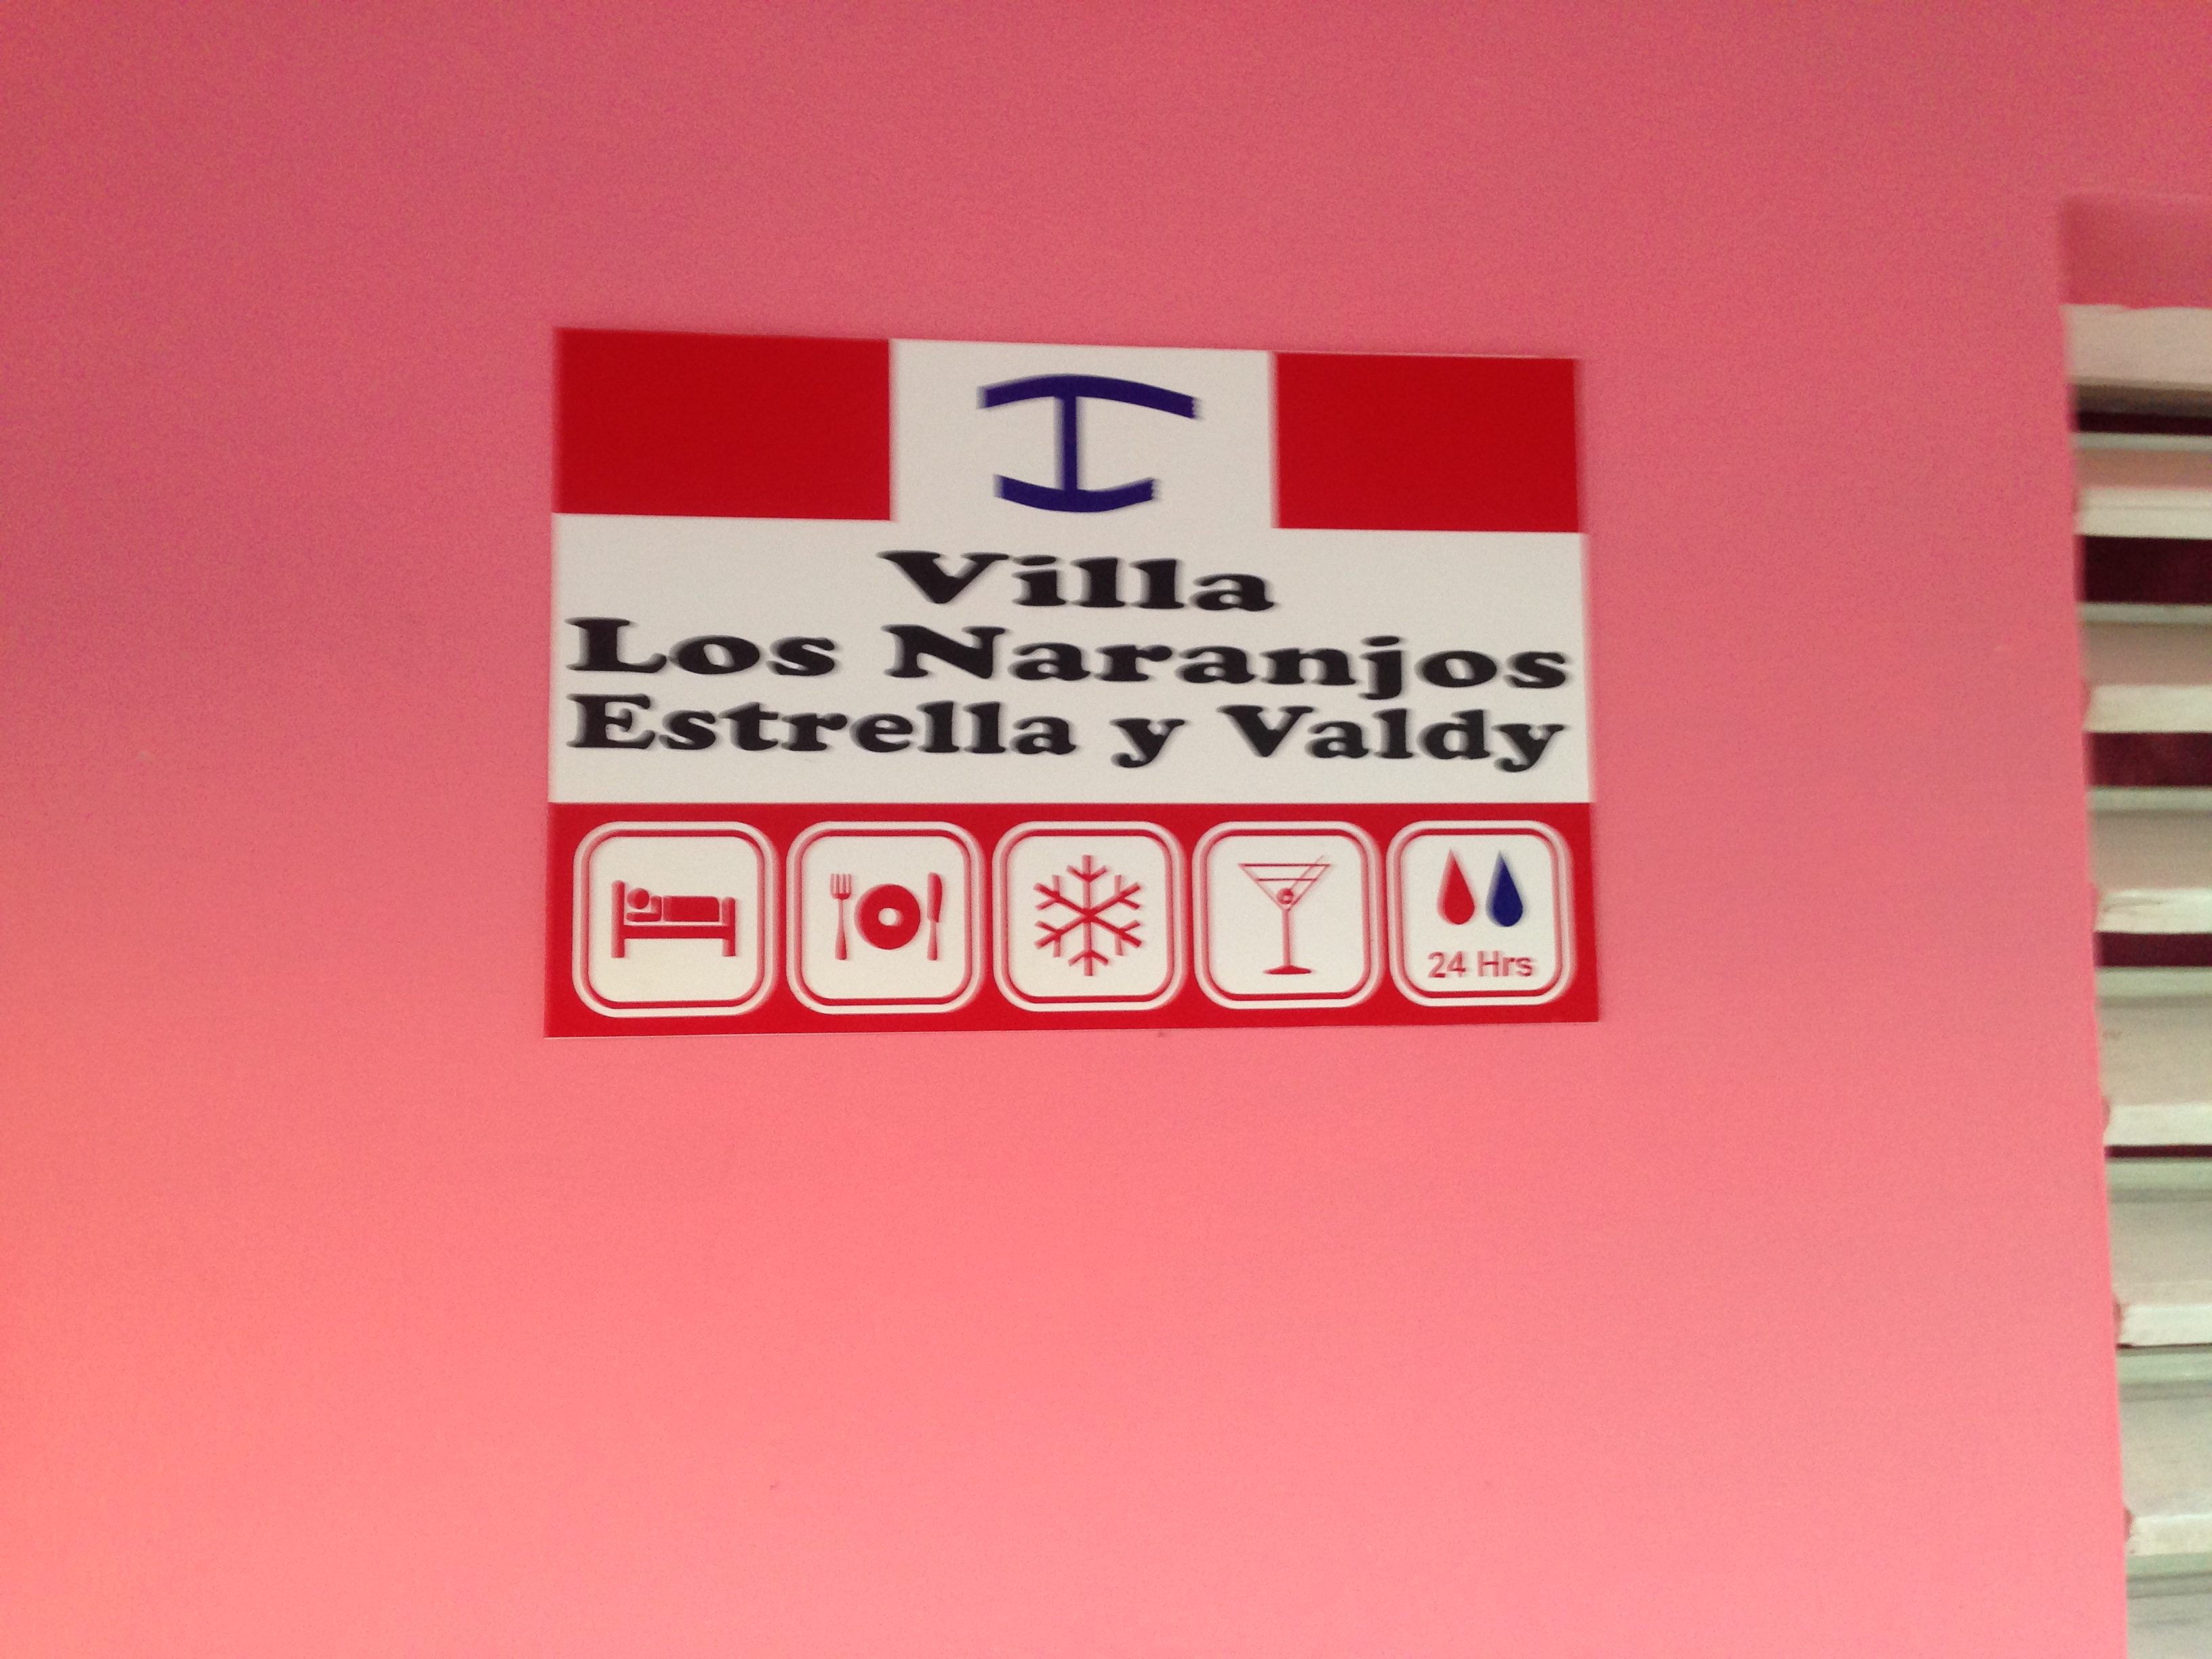 Villa
Los Naranjos
Estrella y Valdy
24 Hrs